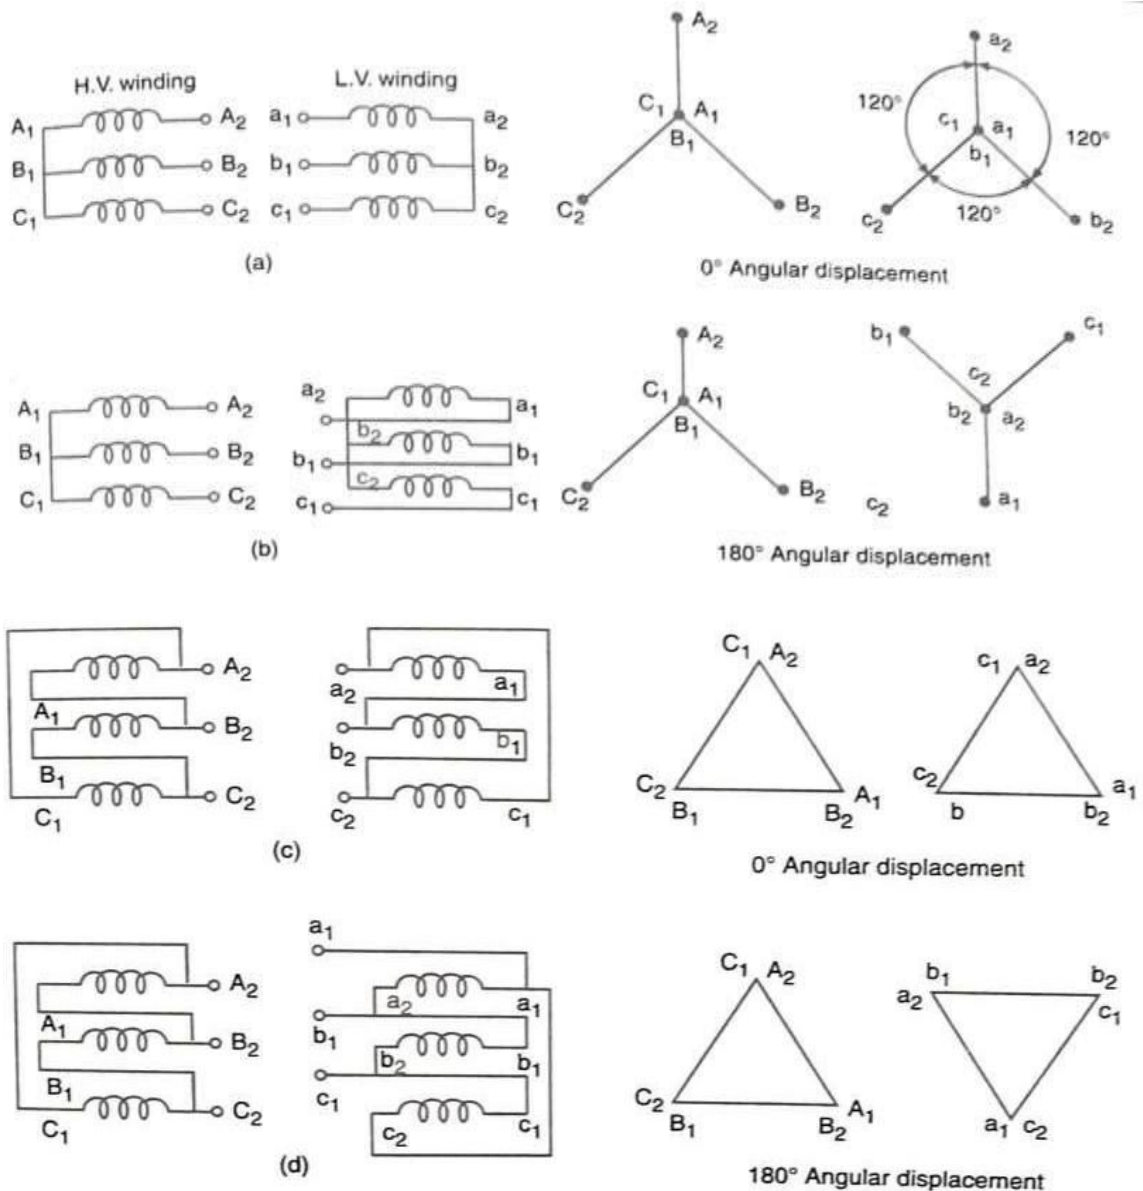 H.V. winding
L.V. winding
A1
A2
B1
B2
C1
C2
a1
a2
b1
b2
c1
c2
(a)
A2
C1 A1
B1
C2
B2
a2
120°
120°
c1 a1
b1
120°
c2
b2
0° Angular displacement
A1
A2
B1
B2
C1
C2
a2
a1
b2
b1
b1
c2
c1
c1
(b)
A2
C1 A1
B1
C2
B2
b1
c1
c2
b2 a2
c2
a1
180° Angular displacement
A2
A1
B2
B1
C2
C1
a2
a1
b2
b1
c2
c1
(c)
C1 A2
C2
B1
A1
B2
c1 a2
c2
b
a1
b2
0° Angular displacement
A2
A1
B2
B1
C2
C1
a1
a2
a1
b1
b2
b1
c1
c2
c1
(d)
C1 A2
C2
B1
A1
B2
b1
b2
a2
c1
a1 c2
180° Angular displacement